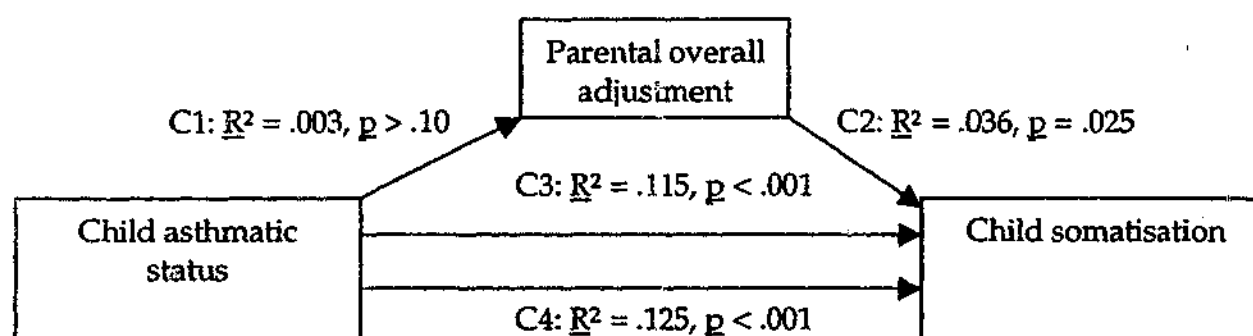 Parental overall
adjustment
C1: R² = .003, p > .10
C2: R² = .036, p = .025
C3: R² = .115, p < .001
Child asthmatic
status
Child somatisation
C4: R² = .125, p < .001